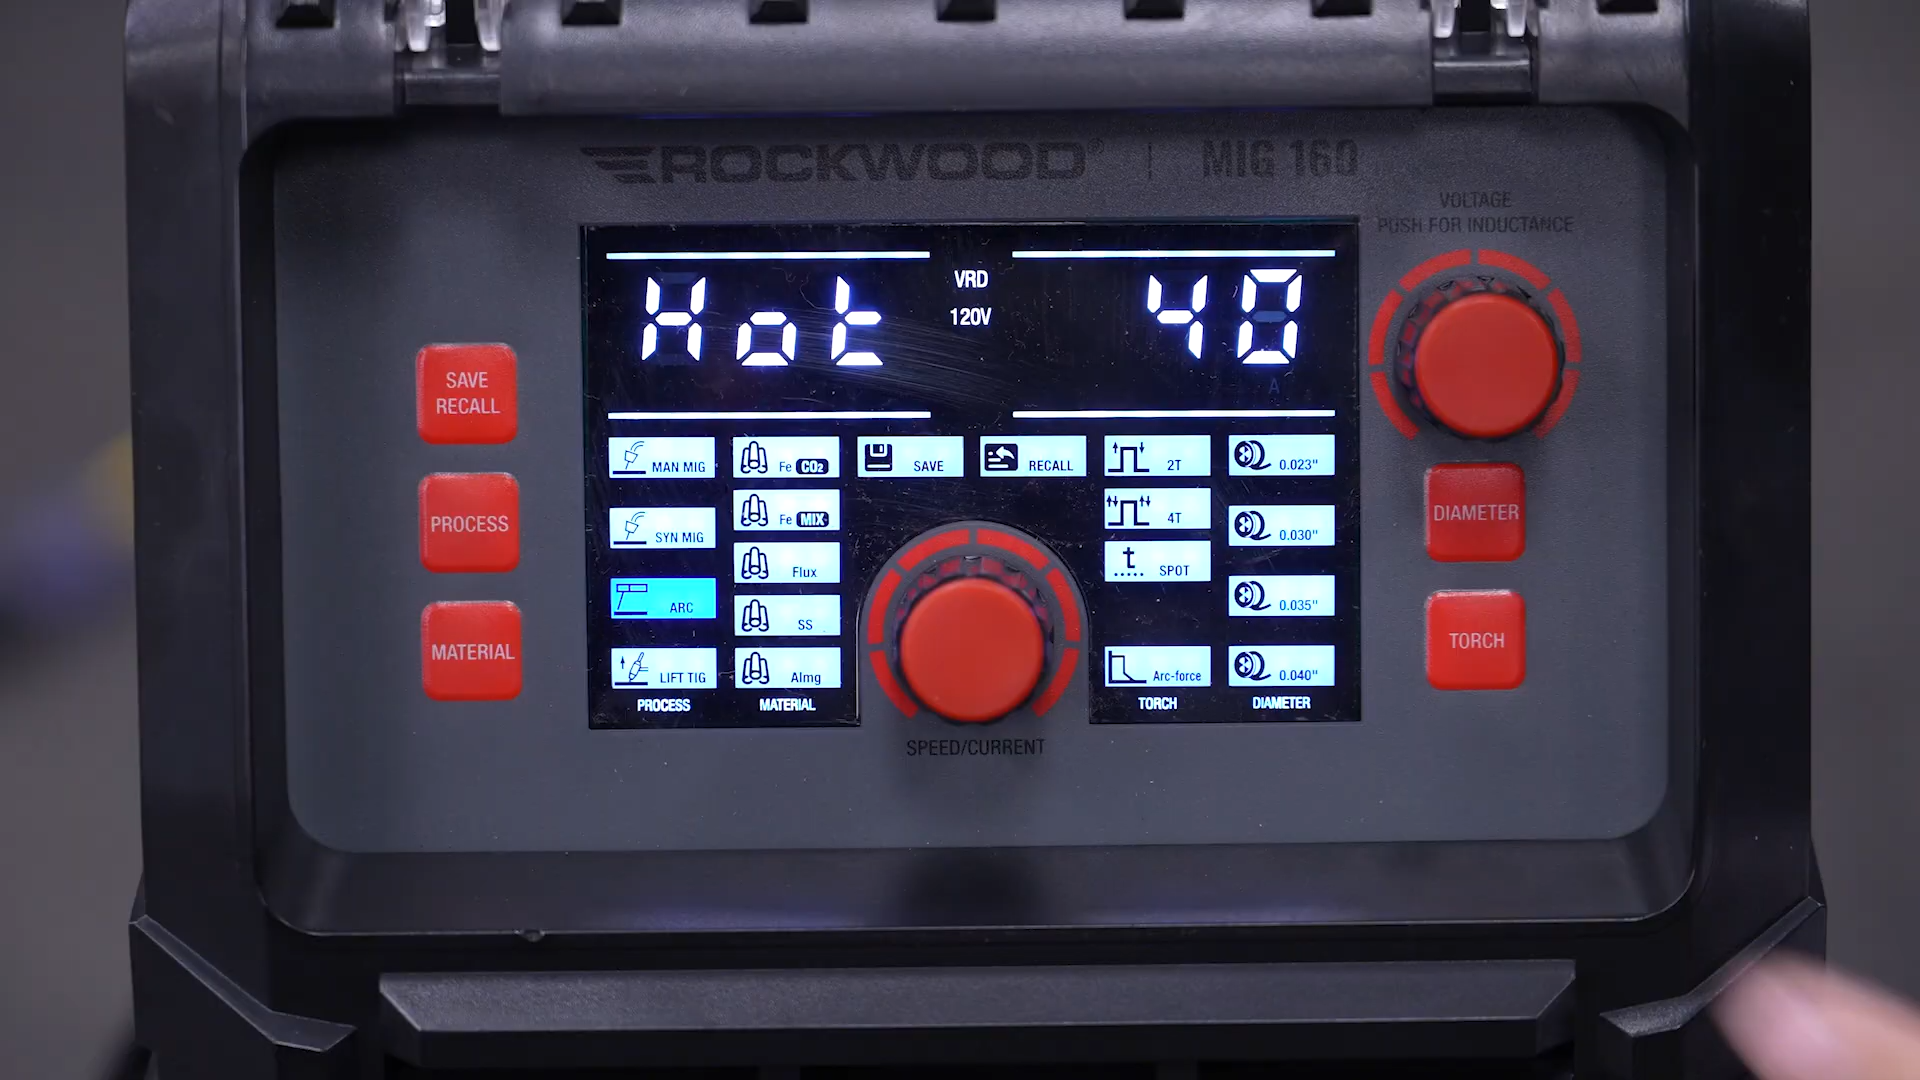 ROCKWOOD® | MIG 160
VOLTAGE
PUSH FOR INDUCTANCE
Hot
VRD
120V
40
A
SAVE
RECALL
PROCESS
MATERIAL
MAN MIG
SYN MIG
ARC
LIFT TIG
PROCESS
Fe CO₂
Fe MIX
Flux
SS
Almg
MATERIAL
SAVE
RECALL
SPEED/CURRENT
2T
4T
t
SPOT
Arc-force
TORCH
0.023"
0.030"
0.035"
0.040"
DIAMETER
DIAMETER
TORCH